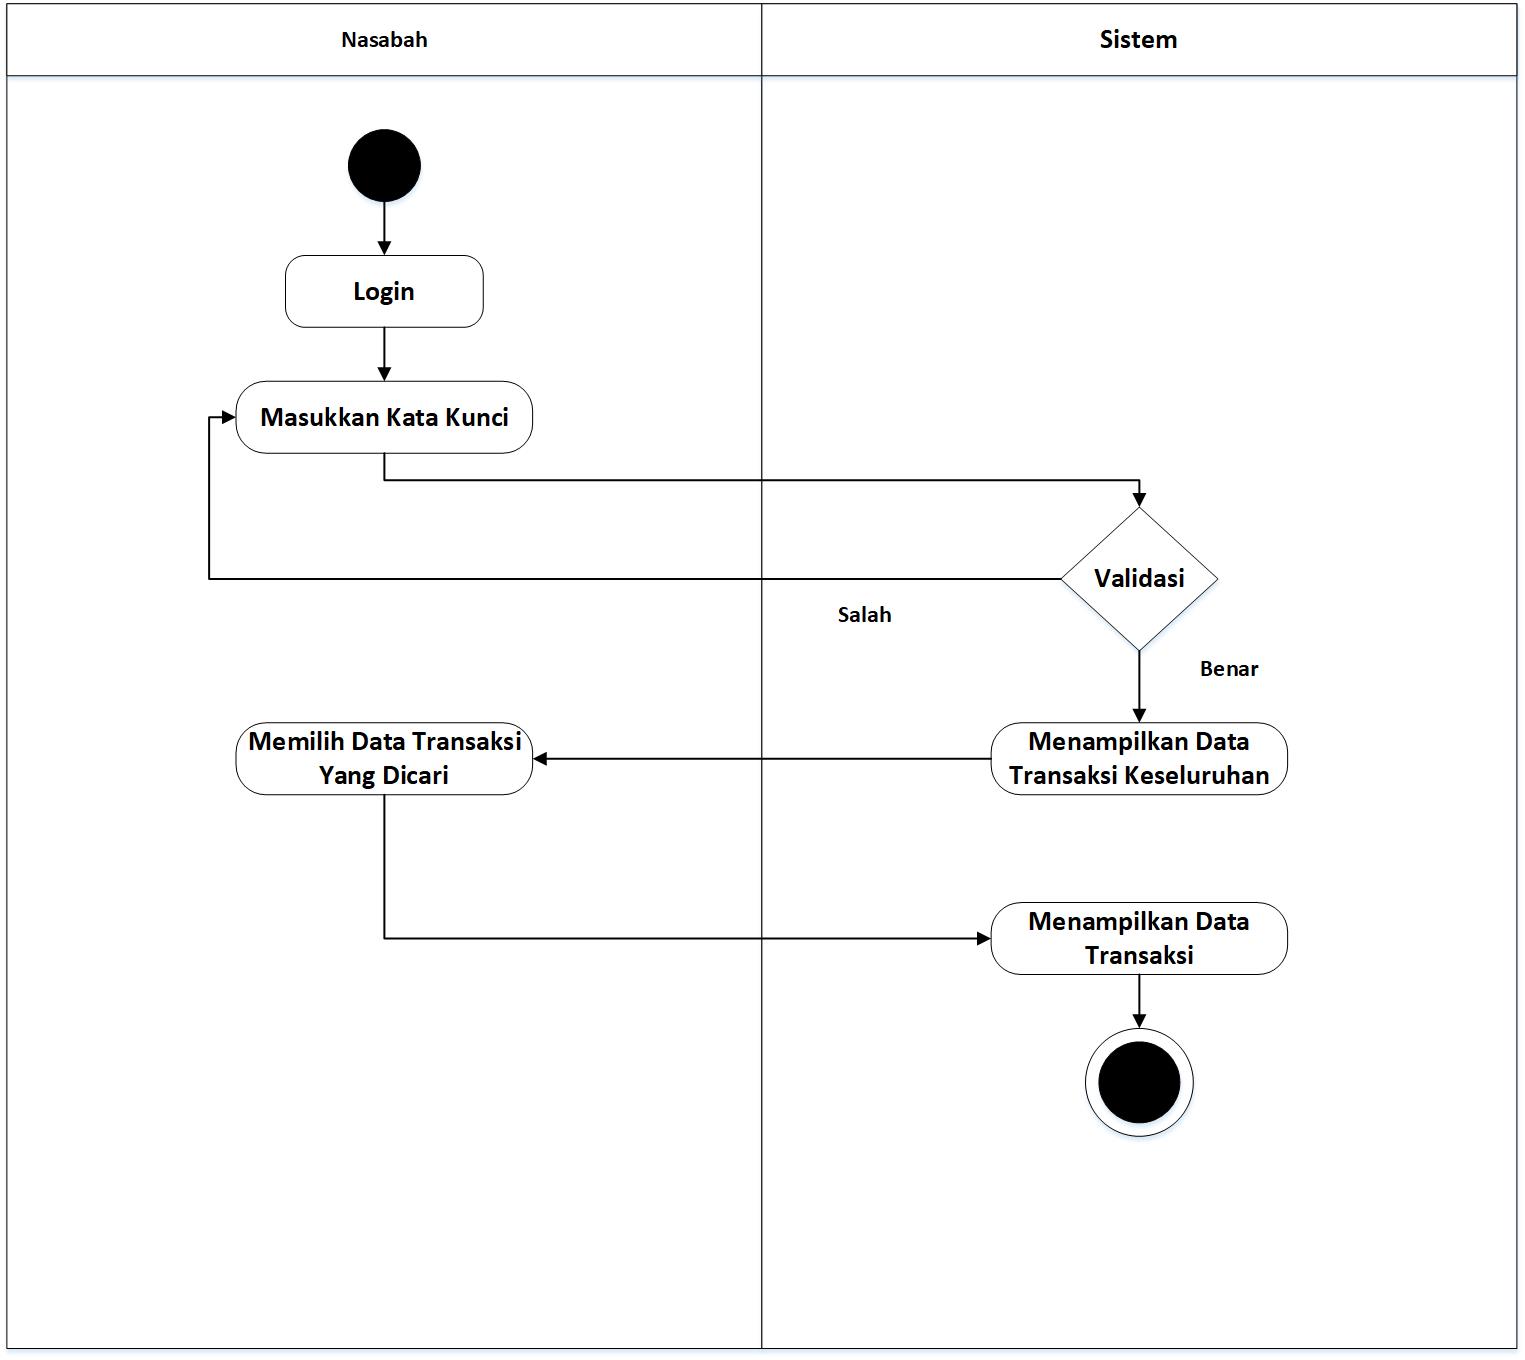 Nasabah
Sistem
Login
Masukkan Kata Kunci
Validasi
Salah
Benar
Memilih Data Transaksi
Yang Dicari
Menampilkan Data
Transaksi Keseluruhan
Menampilkan Data
Transaksi